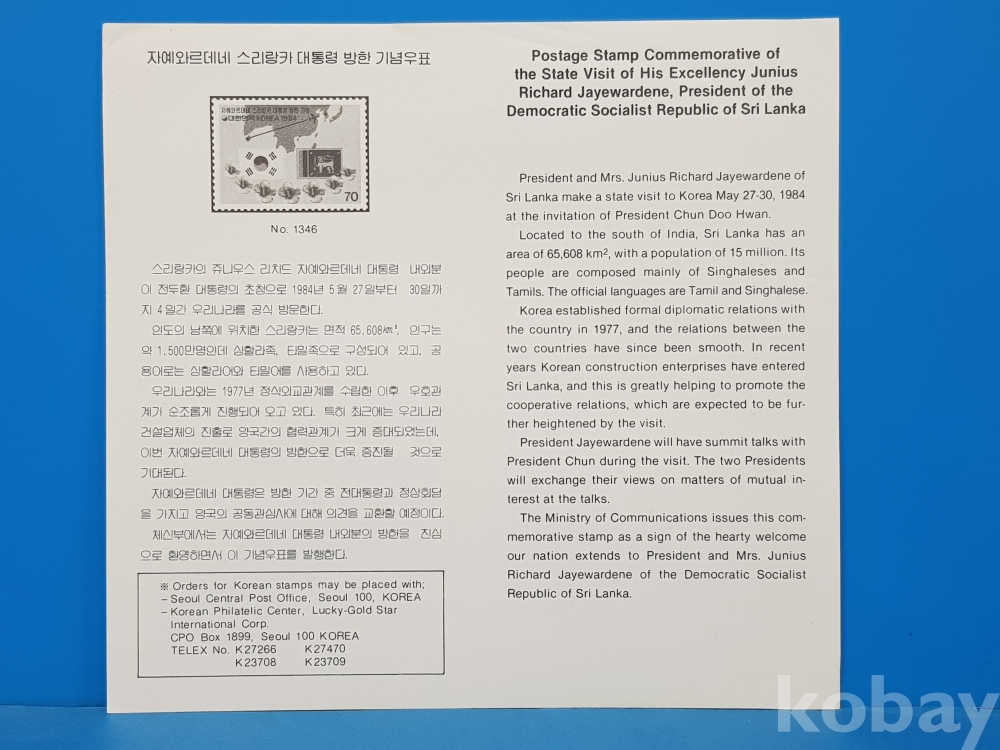 자예와르데네 스리랑카 대통령 방한 기념우표
자예와르데네 스리랑카 대통령 방한 기념
대한민국 KOREA 1984
70
No. 1346
스리랑카의 쥬니우스 리차드 자예와르데네 대통령 내외분
이 전두환 대통령의 초청으로 1984년 5월 27일부터 30일까
지 4일간 우리나라를 공식 방문한다.
인도의 남쪽에 위치한 스리랑카는 면적 65,608㎢, 인구는
약 1,500만명인데 싱할라족, 타밀족으로 구성되어 있고, 공
용어로는 싱할라어와 타밀어를 사용하고 있다.
우리나라와는 1977년 정식외교관계를 수립한 이후 우호관
계가 순조롭게 진행되어 오고 있다. 특히 최근에는 우리나라
건설업체의 진출로 양국간의 협력관계가 크게 증대되었는데,
이번 자예와르데네 대통령의 방한으로 더욱 증진될 것으로
기대된다.
자예와르데네 대통령은 방한 기간 중 전대통령과 정상회담
을 가지고 양국의 공동관심사에 대해 의견을 교환할 예정이다.
체신부에서는 자예와르데네 대통령 내외분의 방한을 진심
으로 환영하면서 이 기념우표를 발행한다.
※ Orders for Korean stamps may be placed with;
– Seoul Central Post Office, Seoul 100, KOREA
– Korean Philatelic Center, Lucky-Gold Star
International Corp.
CPO Box 1899, Seoul 100 KOREA
TELEX No. K27266 K27470
K23708 K23709
Postage Stamp Commemorative of
the State Visit of His Excellency Junius
Richard Jayewardene, President of the
Democratic Socialist Republic of Sri Lanka
President and Mrs. Junius Richard Jayewardene of
Sri Lanka make a state visit to Korea May 27-30, 1984
at the invitation of President Chun Doo Hwan.
Located to the south of India, Sri Lanka has an
area of 65,608 km², with a population of 15 million. Its
people are composed mainly of Singhaleses and
Tamils. The official languages are Tamil and Singhalese.
Korea established formal diplomatic relations with
the country in 1977, and the relations between the
two countries have since been smooth. In recent
years Korean construction enterprises have entered
Sri Lanka, and this is greatly helping to promote the
cooperative relations, which are expected to be fur-
ther heightened by the visit.
President Jayewardene will have summit talks with
President Chun during the visit. The two Presidents
will exchange their views on matters of mutual in-
terest at the talks.
The Ministry of Communications issues this com-
memorative stamp as a sign of the hearty welcome
our nation extends to President and Mrs. Junius
Richard Jayewardene of the Democratic Socialist
Republic of Sri Lanka.
kobay